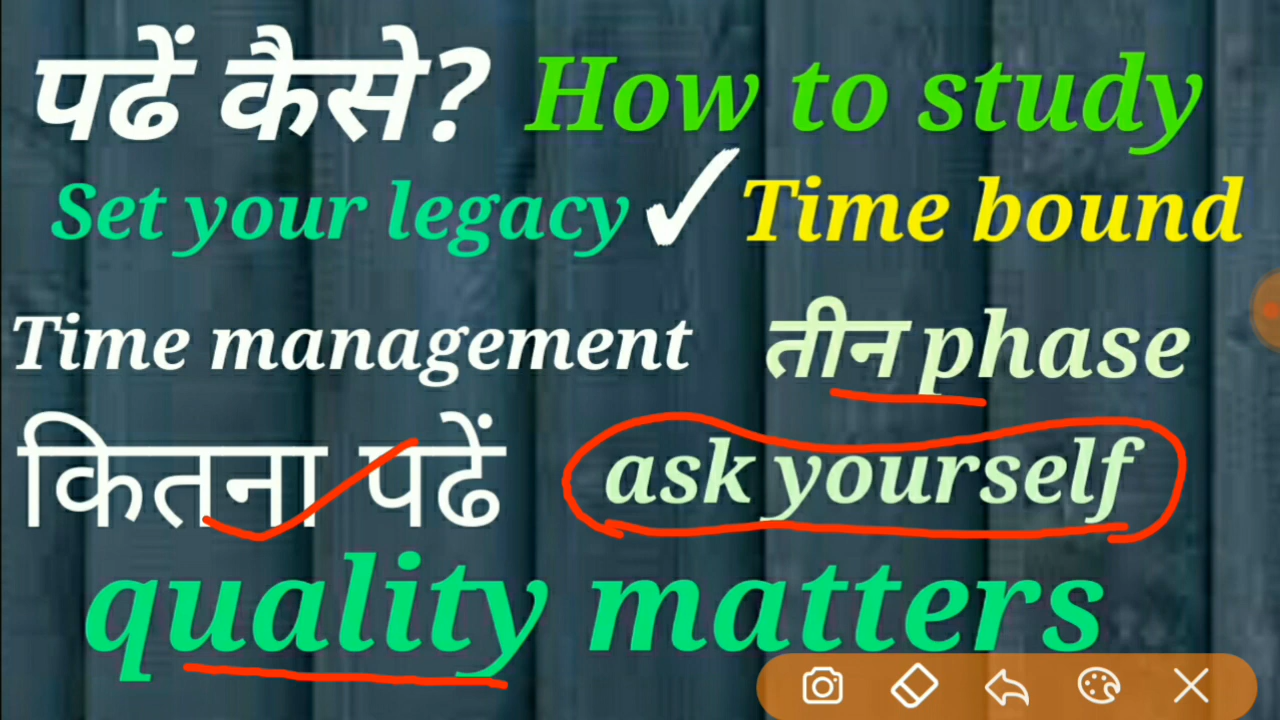 पढें कैसे? How to study
Set your legacy ✓ Time bound
Time management तीन phase
कितना पढें ask yourself
quality matters